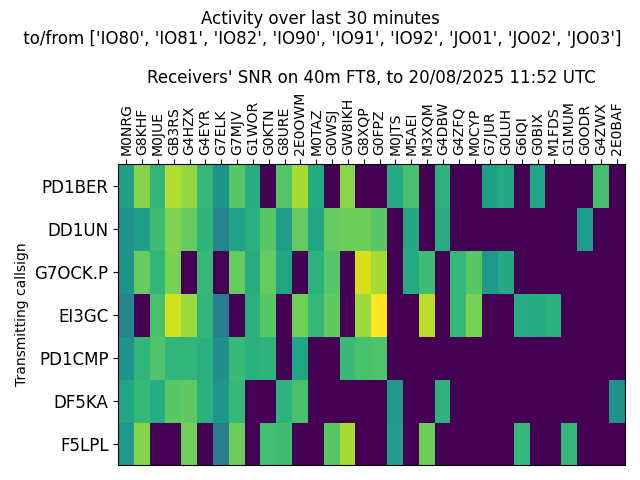 Activity over last 30 minutes
to/from ['IO80', 'IO81', 'IO82', 'IO90', 'IO91', 'IO92', 'JO01', 'JO02', 'JO03']
Receivers' SNR on 40m FT8, to 20/08/2025 11:52 UTC
M0NRG
G8KHF
M0JUE
GB3RS
G4HZX
G4EYR
G7ELK
G7MJV
G1WOR
G0KTN
G8URE
2E0OWM
M0TAZ
G0WSJ
GW8IKH
G8XQP
G0FPZ
M0JTS
M5AEI
M3XQM
G4DBW
G4ZFQ
M0CYP
G7JUR
G0LUH
G6IQI
G0BIX
M1FDS
G1MUM
G0ODR
G4ZWX
2E0BAF
Transmitting callsign
PD1BER
DD1UN
G7OCK.P
EI3GC
PD1CMP
DF5KA
F5LPL